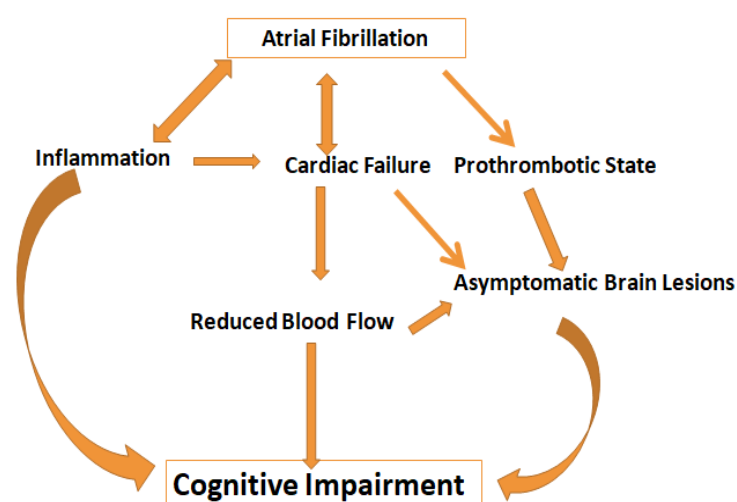 Atrial Fibrillation
Inflammation
Cardiac Failure
Prothrombotic State
Asymptomatic Brain Lesions
Reduced Blood Flow
Cognitive Impairment